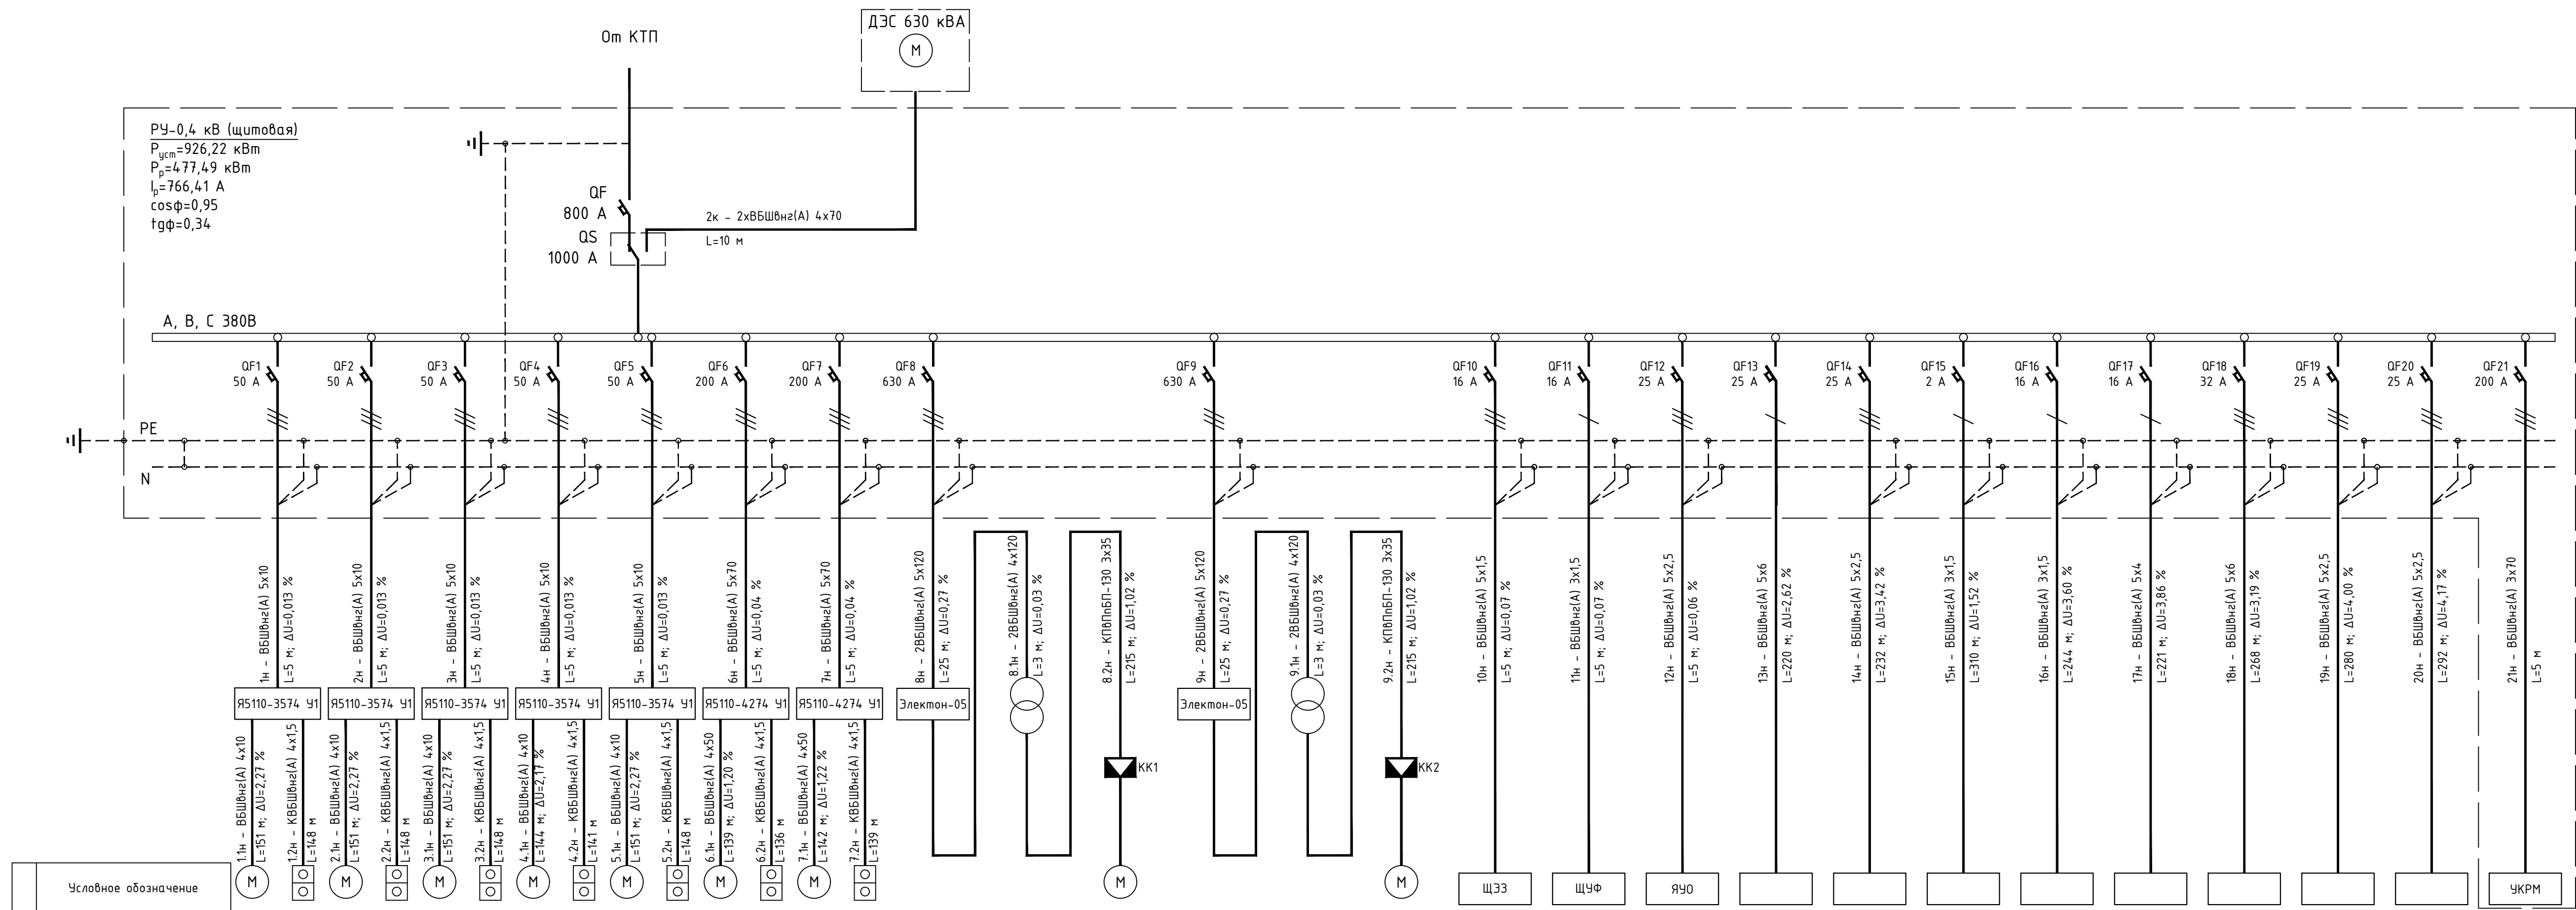 От КТП
ДЭС 630 кВА
М
РУ-0,4 кВ (щитовая)
Pуст=926,22 кВт
Pр=477,49 кВт
Iр=766,41 А
cosφ=0,95
tgφ=0,34
QF
800 А
QS
1000 А
2к - 2хВБШвнг(А) 4х70
L=10 м
А, В, С 380В
QF1
50 А
QF2
50 А
QF3
50 А
QF4
50 А
QF5
50 А
QF6
200 А
QF7
200 А
QF8
630 А
QF9
630 А
QF10
16 А
QF11
16 А
QF12
25 А
QF13
25 А
QF14
25 А
QF15
2 А
QF16
16 А
QF17
16 А
QF18
32 А
QF19
25 А
QF20
25 А
QF21
200 А
PE
N
1н - ВБШвнг(А) 5х10
L=5 м; ΔU=0,013 %
2н - ВБШвнг(А) 5х10
L=5 м; ΔU=0,013 %
3н - ВБШвнг(А) 5х10
L=5 м; ΔU=0,013 %
4н - ВБШвнг(А) 5х10
L=5 м; ΔU=0,013 %
5н - ВБШвнг(А) 5х10
L=5 м; ΔU=0,013 %
6н - ВБШвнг(А) 5х70
L=5 м; ΔU=0,04 %
7н - ВБШвнг(А) 5х70
L=5 м; ΔU=0,04 %
8н - 2ВБШвнг(А) 5х120
L=25 м; ΔU=0,27 %
8.1н - 2ВБШвнг(А) 4х120
L=3 м; ΔU=0,03 %
8.2н - КПвПпБП-130 3х35
L=215 м; ΔU=1,02 %
9н - 2ВБШвнг(А) 5х120
L=25 м; ΔU=0,27 %
9.1н - 2ВБШвнг(А) 4х120
L=3 м; ΔU=0,03 %
9.2н - КПвПпБП-130 3х35
L=215 м; ΔU=1,02 %
10н - ВБШвнг(А) 5х1,5
L=5 м; ΔU=0,07 %
11н - ВБШвнг(А) 3х1,5
L=5 м; ΔU=0,07 %
12н - ВБШвнг(А) 5х2,5
L=5 м; ΔU=0,06 %
13н - ВБШвнг(А) 5х6
L=220 м; ΔU=2,62 %
14н - ВБШвнг(А) 5х2,5
L=232 м; ΔU=3,42 %
15н - ВБШвнг(А) 3х1,5
L=310 м; ΔU=1,52 %
16н - ВБШвнг(А) 3х1,5
L=244 м; ΔU=3,60 %
17н - ВБШвнг(А) 5х4
L=221 м; ΔU=3,86 %
18н - ВБШвнг(А) 5х6
L=268 м; ΔU=3,19 %
19н - ВБШвнг(А) 5х2,5
L=280 м; ΔU=4,00 %
20н - ВБШвнг(А) 5х2,5
L=292 м; ΔU=4,17 %
21н - ВБШвнг(А) 3х70
L=5 м
Я5110-3574 У1
Я5110-3574 У1
Я5110-3574 У1
Я5110-3574 У1
Я5110-3574 У1
Я5110-4274 У1
Я5110-4274 У1
Электон-05
Электон-05
КК1
КК2
1.1н - ВБШвнг(А) 4х10
L=151 м; ΔU=2,27 %
1.2н - КВБШвнг(А) 4х1,5
L=148 м
2.1н - ВБШвнг(А) 4х10
L=151 м; ΔU=2,27 %
2.2н - КВБШвнг(А) 4х1,5
L=148 м
3.1н - ВБШвнг(А) 4х10
L=151 м; ΔU=2,27 %
3.2н - КВБШвнг(А) 4х1,5
L=148 м
4.1н - ВБШвнг(А) 4х10
L=144 м; ΔU=2,17 %
4.2н - КВБШвнг(А) 4х1,5
L=141 м
5.1н - ВБШвнг(А) 4х10
L=151 м; ΔU=2,27 %
5.2н - КВБШвнг(А) 4х1,5
L=148 м
6.1н - ВБШвнг(А) 4х50
L=139 м; ΔU=1,20 %
6.2н - КВБШвнг(А) 4х1,5
L=136 м
7.1н - ВБШвнг(А) 4х50
L=142 м; ΔU=1,22 %
7.2н - КВБШвнг(А) 4х1,5
L=139 м
Условное обозначение
М
М
М
М
М
М
М
М
М
ЩЭЗ
ЩУФ
ЯУО
УКРМ